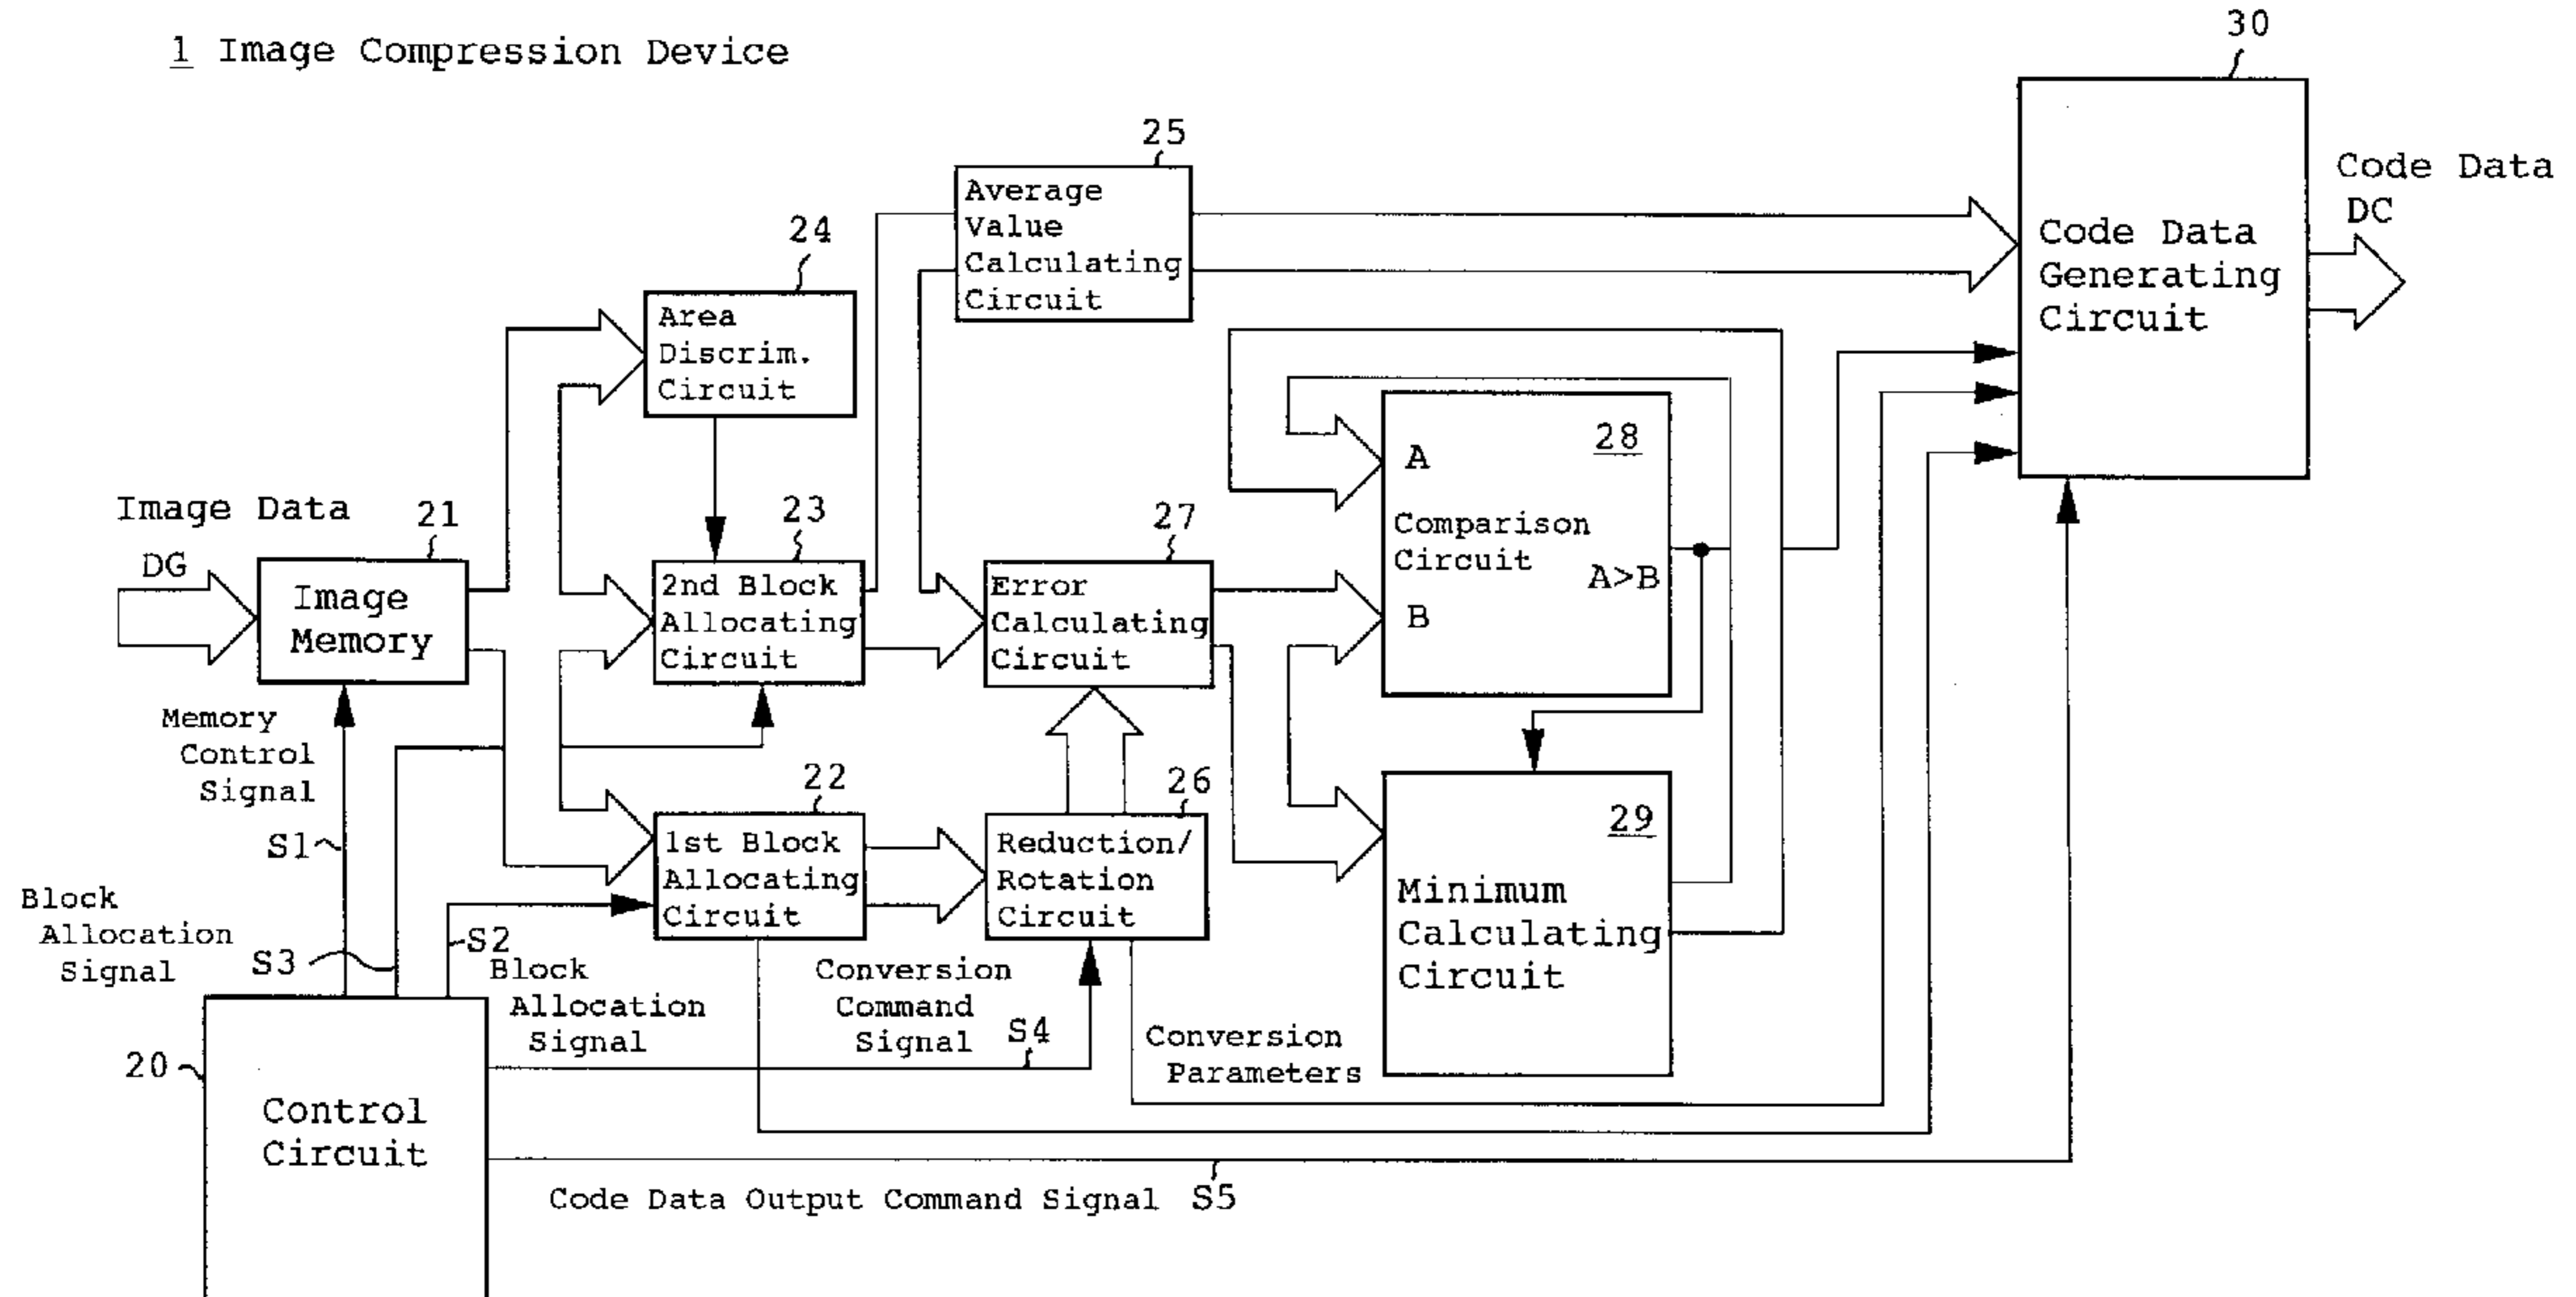 1 Image Compression Device
30
Code Data
Generating
Circuit
Code Data
DC
25
Average
Value
Calculating
Circuit
24
Area
Discrim.
Circuit
Image Data
DG
21
Image
Memory
23
2nd Block
Allocating
Circuit
27
Error
Calculating
Circuit
28
A
Comparison
Circuit
A>B
B
Memory
Control
Signal
S1
22
1st Block
Allocating
Circuit
26
Reduction/
Rotation
Circuit
29
Minimum
Calculating
Circuit
Block
Allocation
Signal
S3
S2
Block
Allocation
Signal
Conversion
Command
Signal
S4
Conversion
Parameters
20
Control
Circuit
Code Data Output Command Signal S5